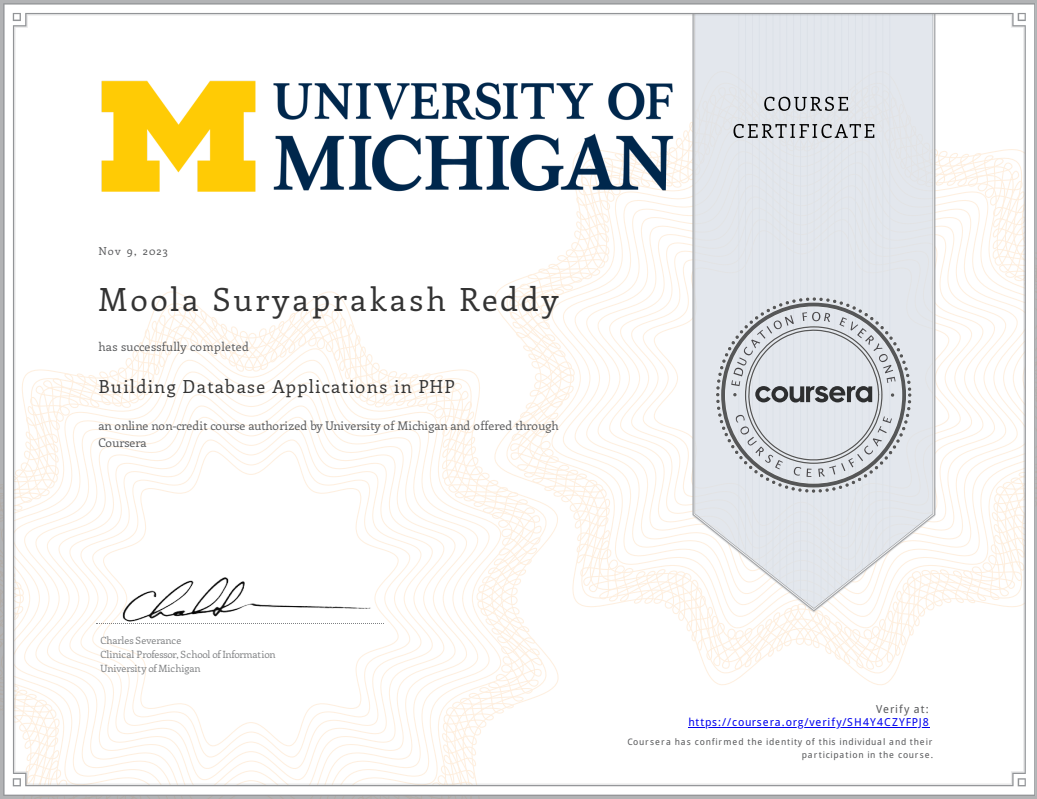 UNIVERSITY OF
MICHIGAN
COURSE
CERTIFICATE
Nov 9, 2023
Moola Suryaprakash Reddy
has successfully completed
Building Database Applications in PHP
an online non-credit course authorized by University of Michigan and offered through
Coursera
EDUCATION FOR EVERYONE
coursera
COURSE CERTIFICATE
Charles Severance
Clinical Professor, School of Information
University of Michigan
Verify at:
https://coursera.org/verify/SH4Y4CZYFPJ8
Coursera has confirmed the identity of this individual and their
participation in the course.